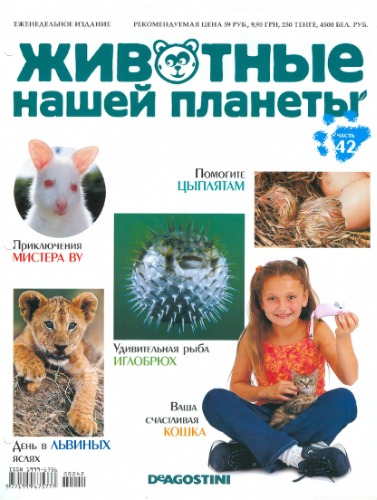 ЕЖЕНЕДЕЛЬНОЕ ИЗДАНИЕ
РЕКОМЕНДУЕМАЯ ЦЕНА 59 РУБ., 9,90 ГРН, 250 ТЕНГЕ, 4500 БЕЛ. РУБ.
ЖИВОТНЫЕ
НАШЕЙ ПЛАНЕТЫ
ЧАСТЬ
42
Помогите
ЦЫПЛЯТАМ
Приключения
МИСТЕРА ВУ
Удивительная рыба
ИГЛОБРЮХ
Ваша
счастливая
КОШКА
День в ЛЬВИНЫХ
яслях
DeAGOSTINI